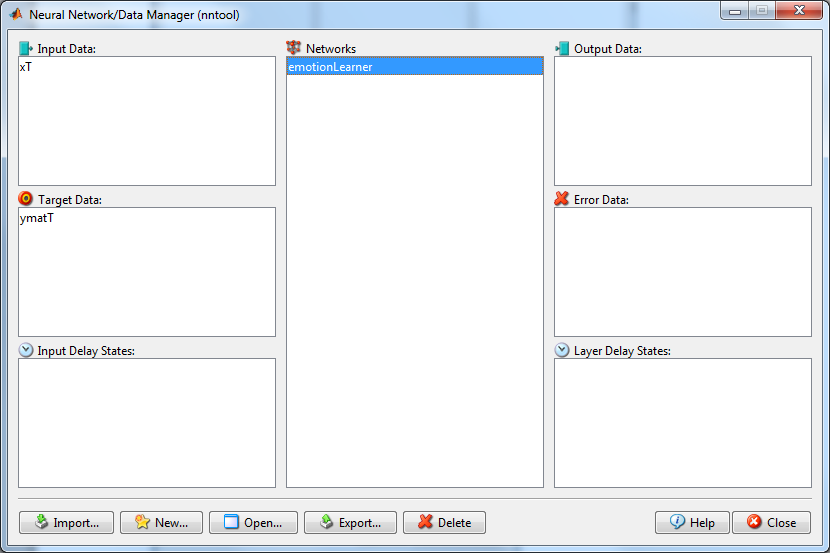 Neural Network/Data Manager (nntool)
Input Data:
xT
Networks
emotionLearner
Output Data:
Target Data:
ymatT
Error Data:
Input Delay States:
Layer Delay States:
Import...
New...
Open...
Export...
Delete
Help
Close